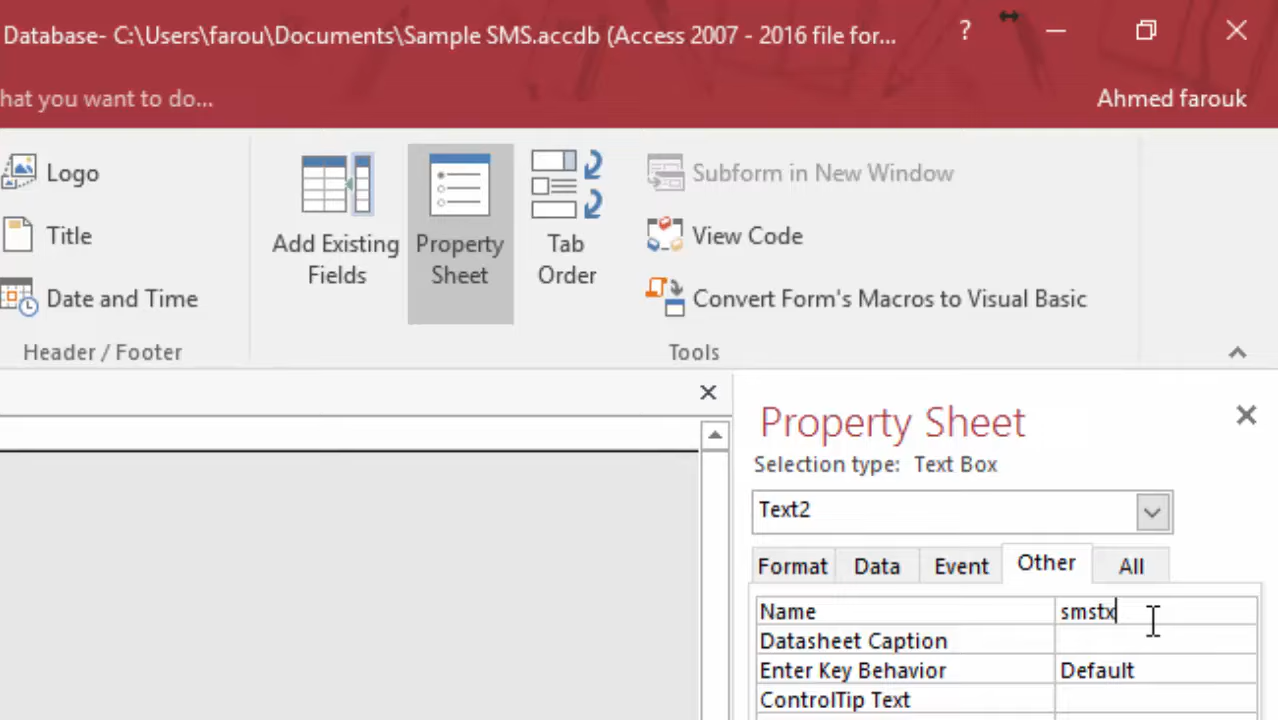 Database- C:\Users\farou\Documents\Sample SMS.accdb (Access 2007 - 2016 file for... ?
hat you want to do... Ahmed farouk
Logo
Title
Date and Time
Header / Footer
Add Existing
Fields
Property
Sheet
Tab
Order
Subform in New Window
View Code
Convert Form's Macros to Visual Basic
Tools
Property Sheet
Selection type: Text Box
Text2
Format Data Event Other All
Name smstx
Datasheet Caption
Enter Key Behavior Default
ControlTip Text